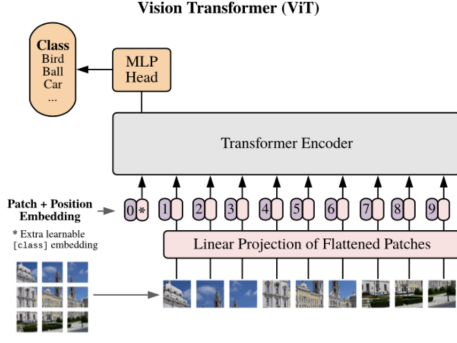 Vision Transformer (ViT)
Class
Bird
Ball
Car
...
MLP
Head
Transformer Encoder
Patch + Position
Embedding
* Extra learnable
[class] embedding
0 * 1 2 3 4 5 6 7 8 9
Linear Projection of Flattened Patches